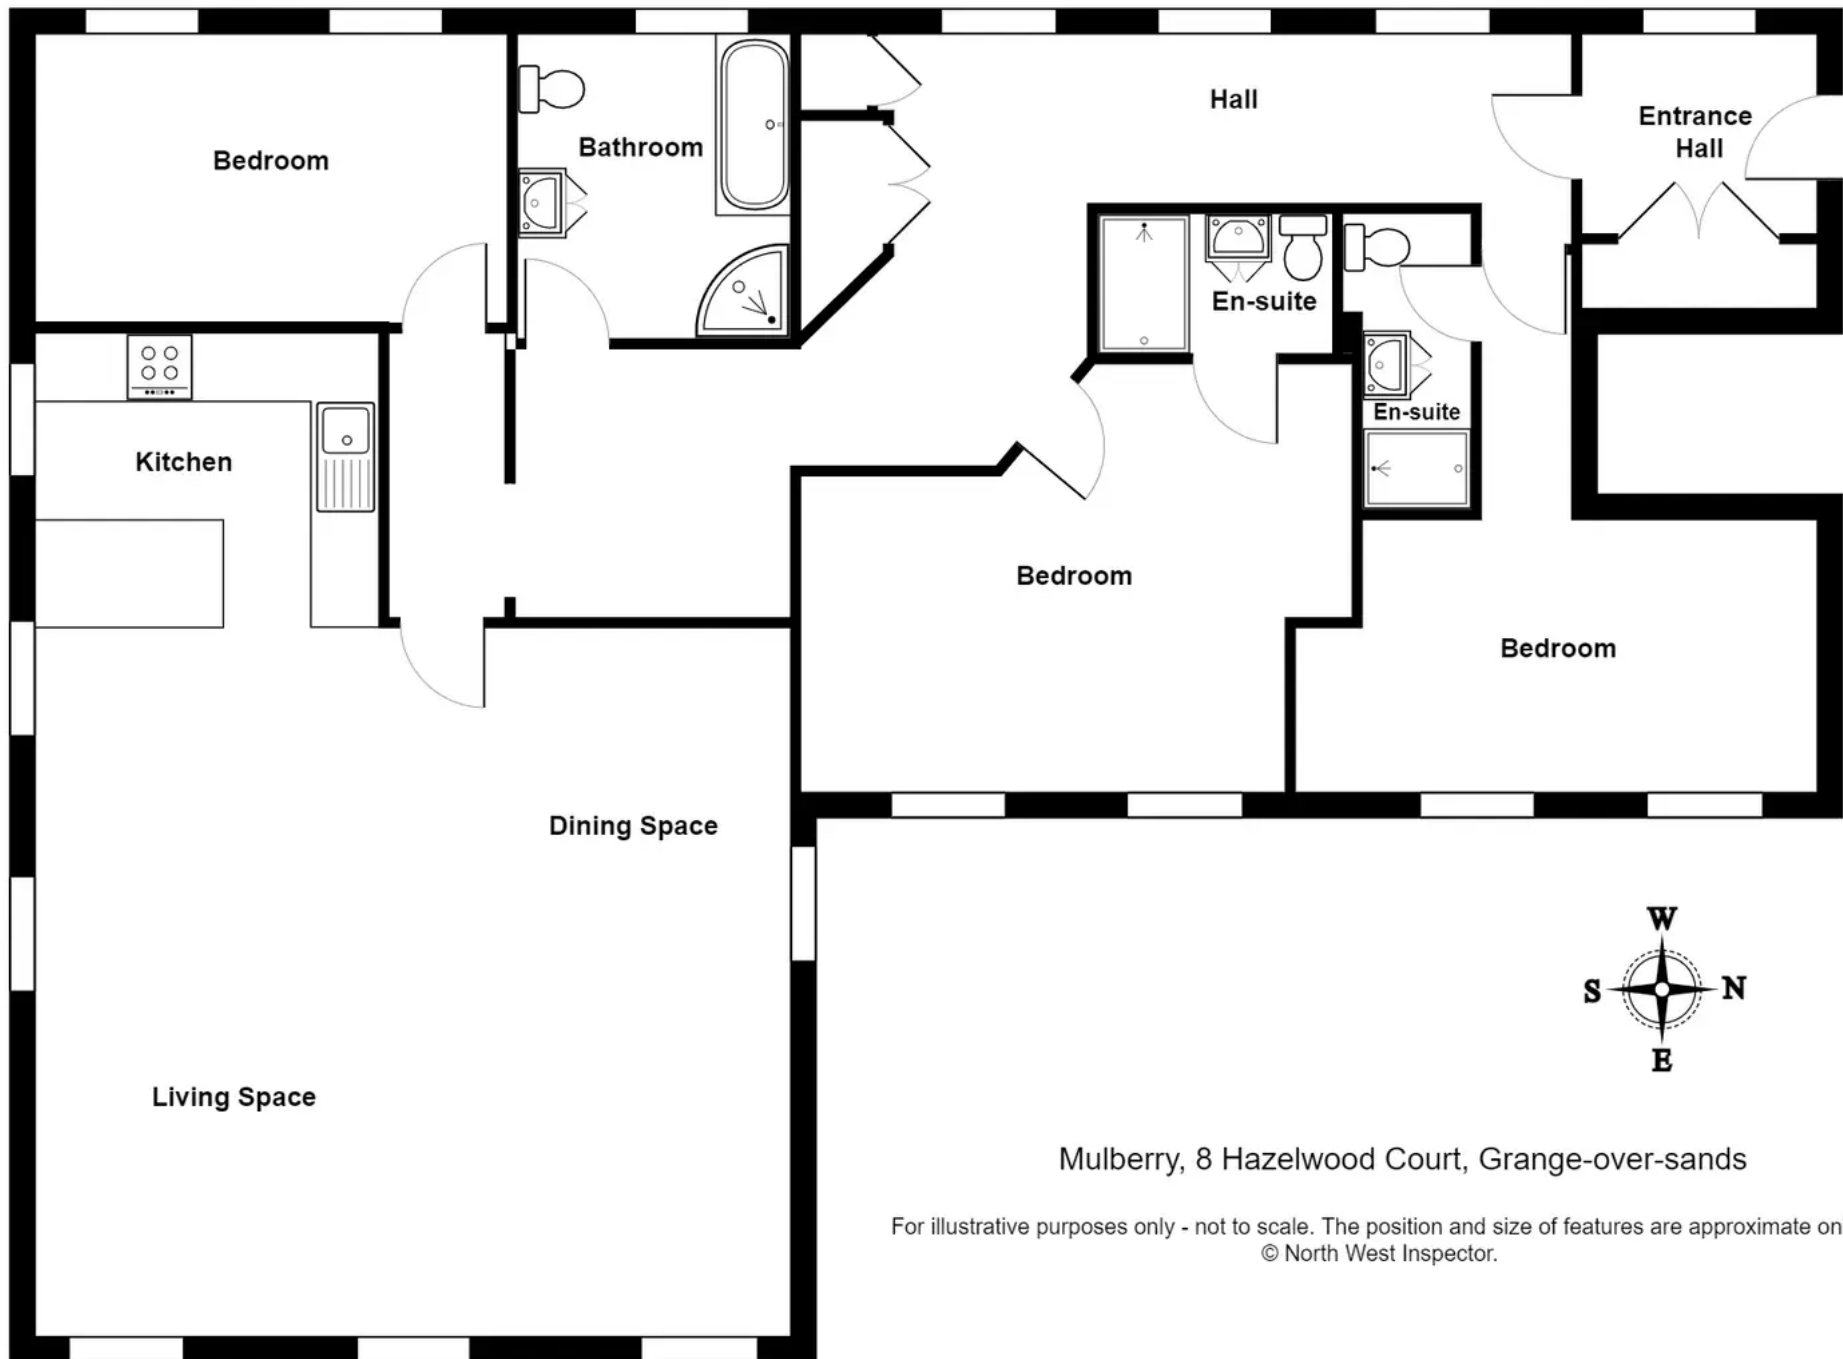 Hall
Entrance
Hall
Bathroom
Bedroom
En-suite
En-suite
Kitchen
Bedroom
Bedroom
Dining Space
W
S
N
E
Living Space
Mulberry, 8 Hazelwood Court, Grange-over-sands
For illustrative purposes only - not to scale. The position and size of features are approximate
© North West Inspector.